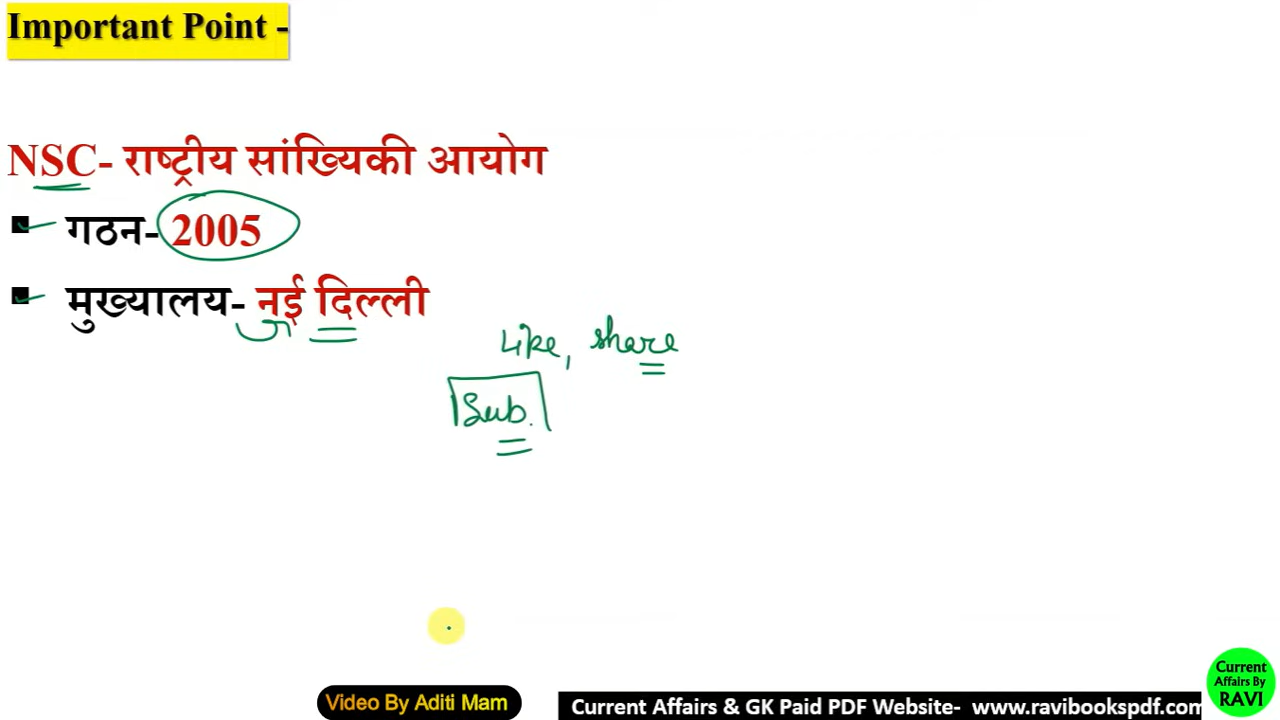 Important Point -
NSC- राष्ट्रीय सांख्यिकी आयोग
▪ गठन- 2005
▪ मुख्यालय- नई दिल्ली
Like, share
Sub.
Video By Aditi Mam
Current Affairs & GK Paid PDF Website- www.ravibookspdf.com
Current
Affairs By
RAVI